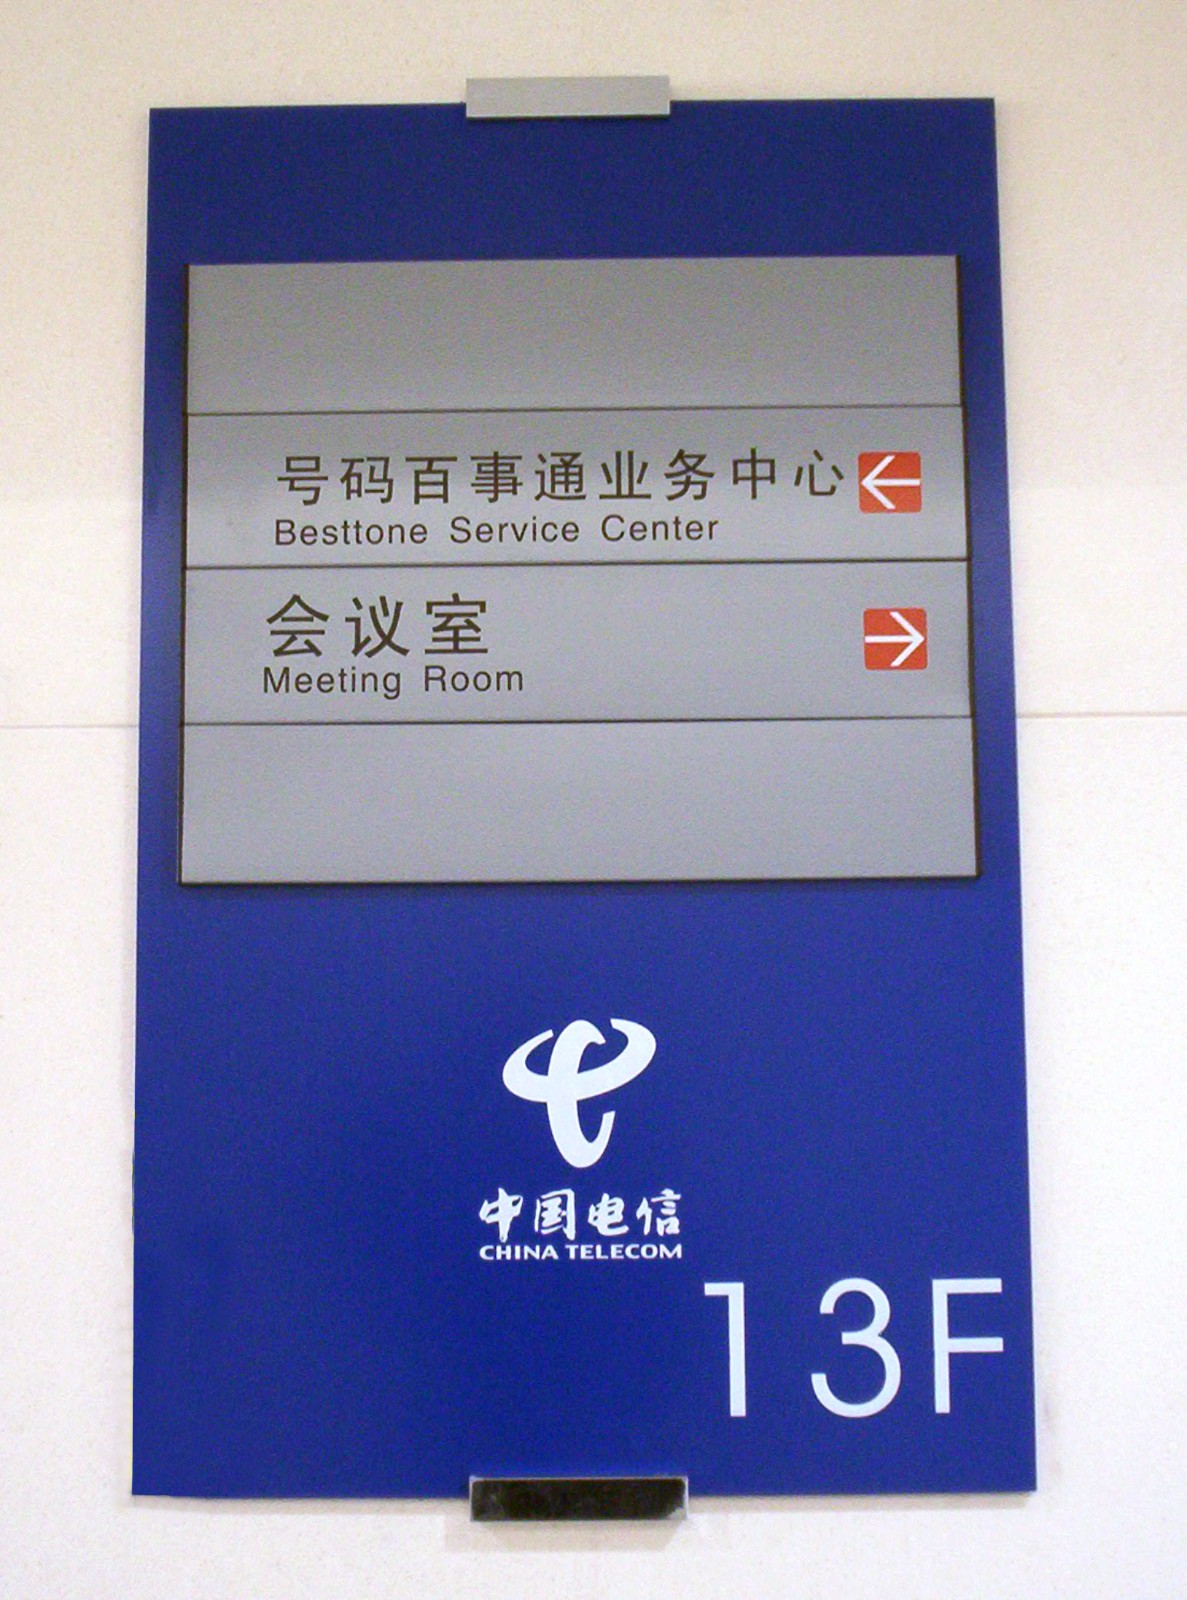 号码百事通业务中心
Besttone Service Center
会议室
Meeting Room
中国电信
CHINA TELECOM
13F